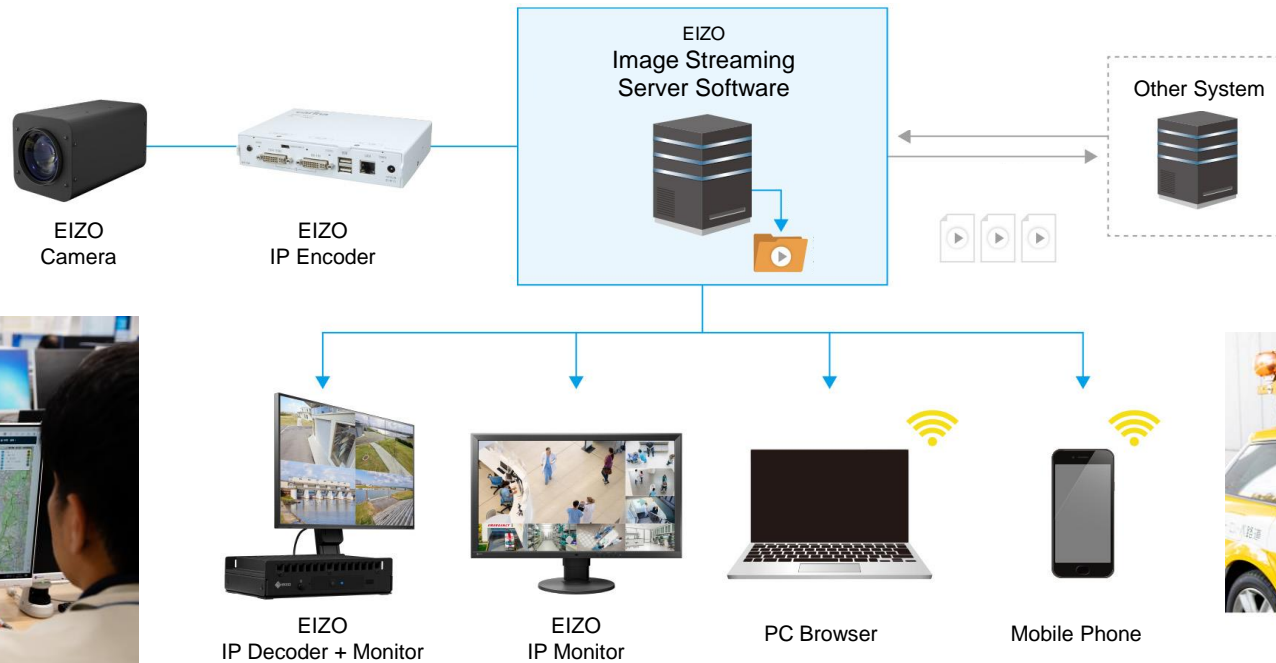 EIZO
Image Streaming
Server Software
Other System
EIZO
Camera
EIZO
IP Encoder
EIZO
IP Decoder + Monitor
EIZO
IP Monitor
PC Browser
Mobile Phone